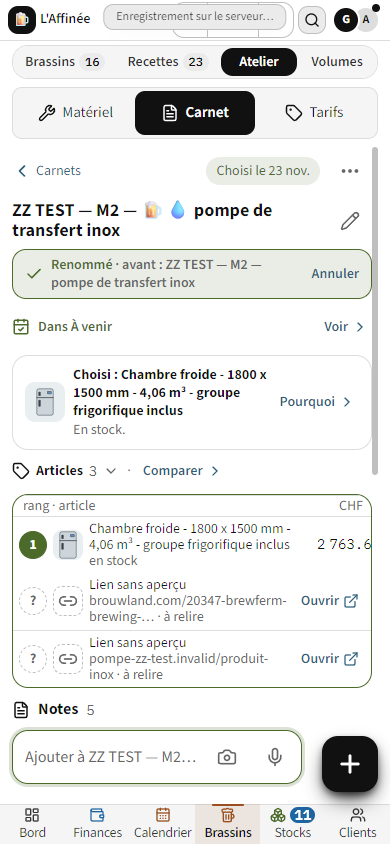 L'Affinée
Enregistrement sur le serveur…
G
A
Brassins 16
Recettes 23
Atelier
Volumes
Matériel
Carnet
Tarifs
Carnets
Choisi le 23 nov.
ZZ TEST — M2 — 🍺 💧 pompe de
transfert inox
Renommé · avant : ZZ TEST — M2 —
pompe de transfert inox
Annuler
Dans À venir
Voir
Choisi : Chambre froide - 1800 x
1500 mm - 4,06 m³ - groupe
frigorifique inclus
En stock.
Pourquoi
Articles 3 · Comparer
rang · article
CHF
1
Chambre froide - 1800 x 1500 mm -
4,06 m³ - groupe frigorifique inclus
en stock
2 763.6
?
Lien sans aperçu
brouwland.com/20347-brewferm-
brewing-… · à relire
Ouvrir
?
Lien sans aperçu
pompe-zz-test.invalid/produit-
inox · à relire
Ouvrir
Notes 5
Ajouter à ZZ TEST — M2…
Bord
Finances
Calendrier
Brassins
11
Stocks
Clients